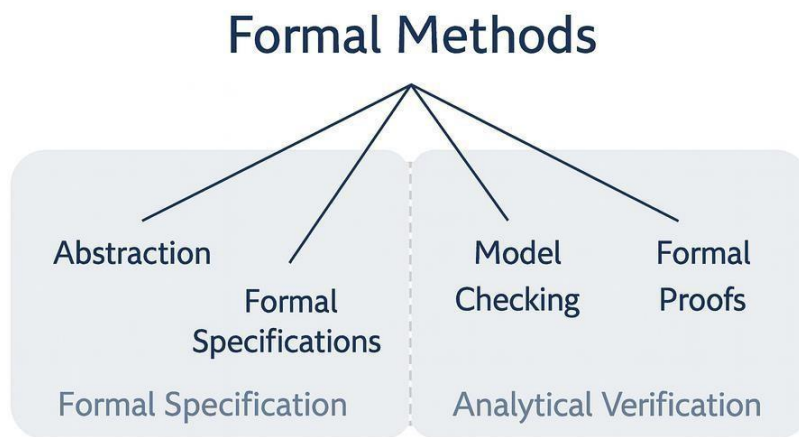 Formal Methods
Abstraction
Formal
Specifications
Model
Checking
Formal
Proofs
Formal Specification
Analytical Verification